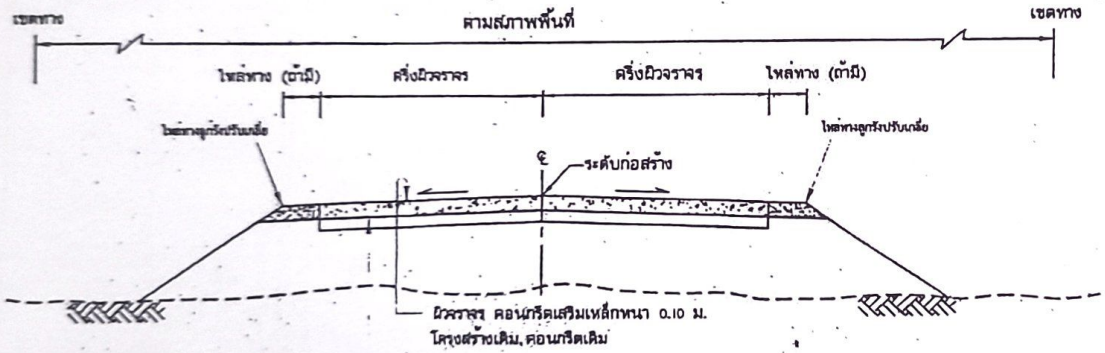 เขตทาง
ตามสภาพพื้นที่
เขตทาง
ไหล่ทาง (ถ้ามี)
ครึ่งผิวจราจร
ครึ่งผิวจราจร
ไหล่ทาง (ถ้ามี)
ไหล่ทางลูกรังปรับเกลี่ย
ไหล่ทางลูกรังปรับเกลี่ย
ระดับก่อสร้าง
ผิวจราจร คอนกรีตเสริมเหล็กหนา 0.10 ม.
โครงสร้างเดิม, คอนกรีตเดิม